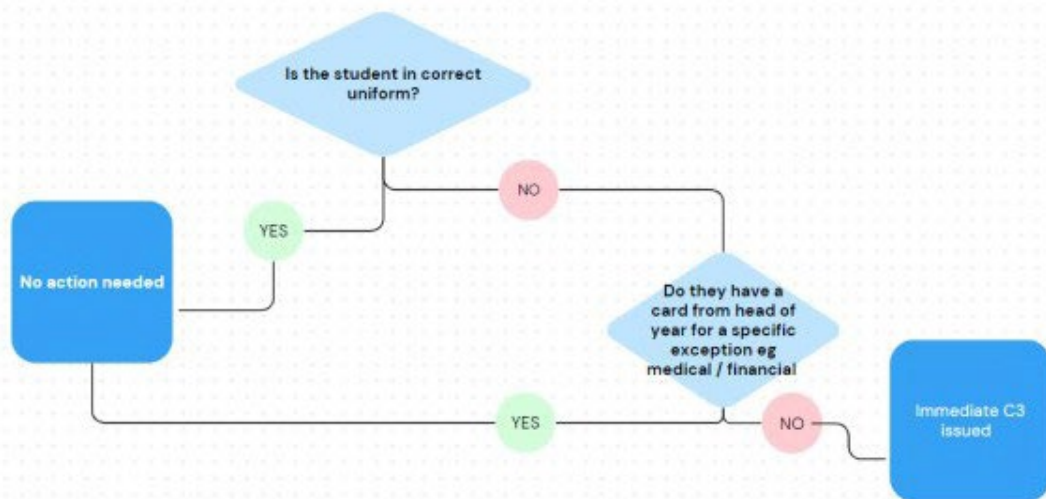 Is the student in correct
uniform?
NO
YES
No action needed
Do they have a
card from head of
year for a specific
exception eg
medical / financial
YES
NO
Immediate C3
issued